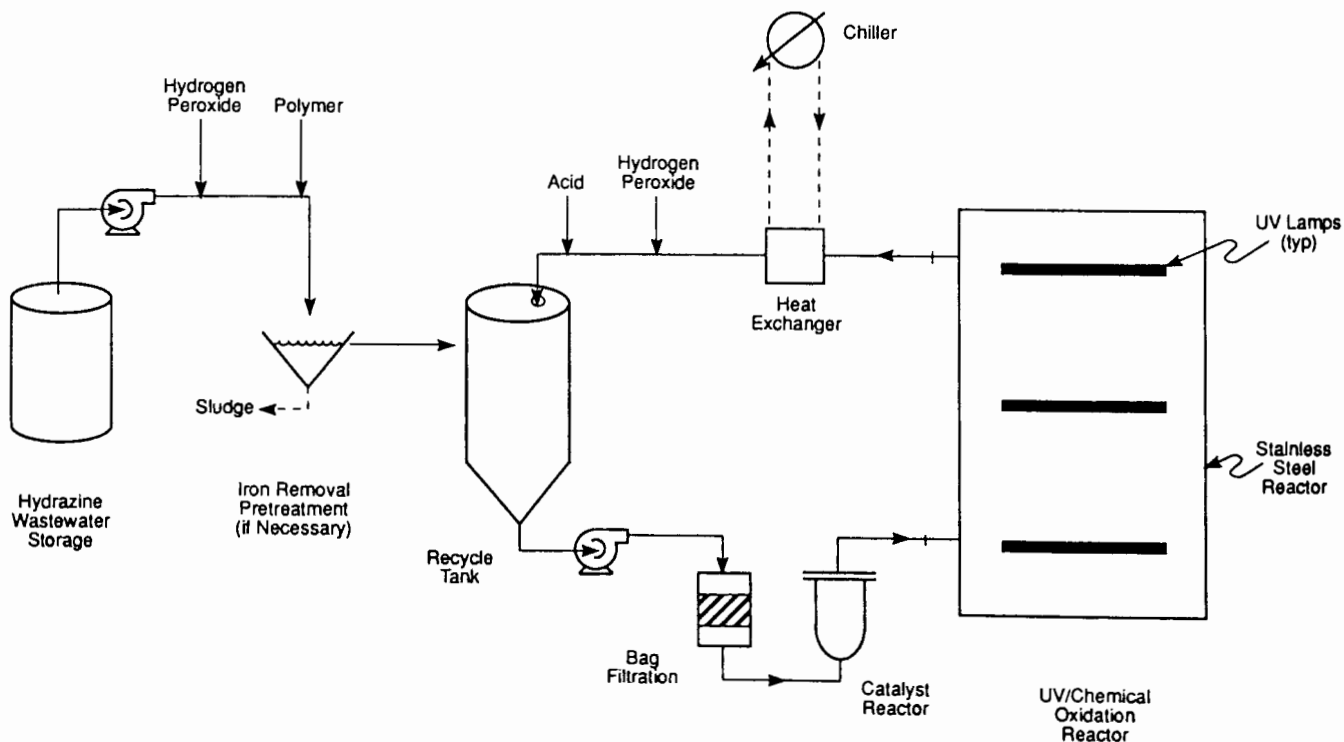 Chiller
Hydrogen
Peroxide
Polymer
Acid
Hydrogen
Peroxide
UV Lamps
(typ)
Heat
Exchanger
Sludge
Stainless
Steel
Reactor
Hydrazine
Wastewater
Storage
Iron Removal
Pretreatment
(if Necessary)
Recycle
Tank
Bag
Filtration
Catalyst
Reactor
UV/Chemical
Oxidation
Reactor